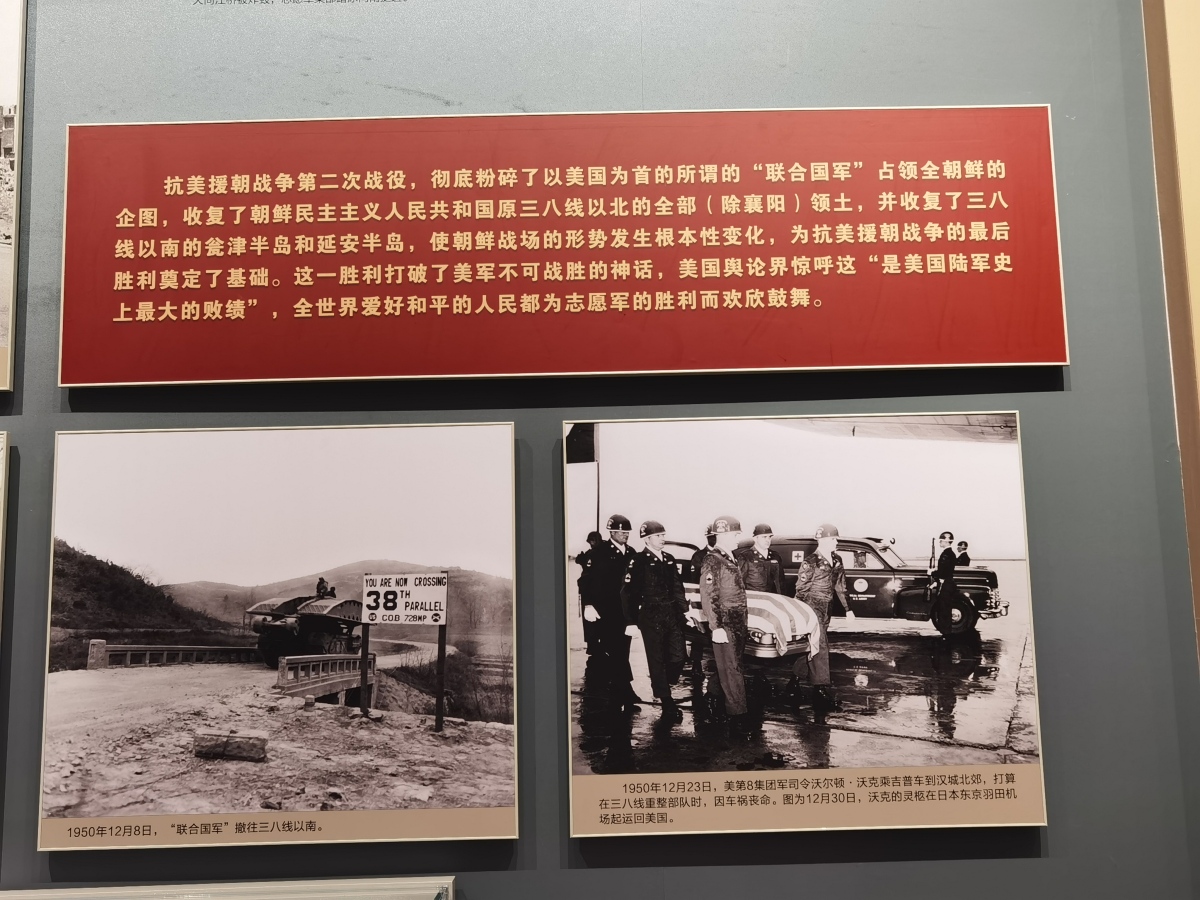 抗美援朝战争第二次战役，彻底粉碎了以美国为首的所谓的“联合国军”占领全朝鲜的
企图，收复了朝鲜民主主义人民共和国原三八线以北的全部（除襄阳）领土，并收复了三八
线以南的瓮津半岛和延安半岛，使朝鲜战场的形势发生根本性变化，为抗美援朝战争的最后
胜利奠定了基础。这一胜利打破了美军不可战胜的神话，美国舆论界惊呼这“是美国陆军史
上最大的败绩”，全世界爱好和平的人民都为志愿军的胜利而欢欣鼓舞。
YOU ARE NOW CROSSING
38TH
PARALLEL
COB 728MP
1950年12月8日，“联合国军”撤往三八线以南。
1950年12月23日，美第8集团军司令沃尔顿·沃克乘吉普车到汉城北郊，打算
在三八线重整部队时，因车祸丧命。图为12月30日，沃克的灵柩在日本东京羽田机
场起运回美国。